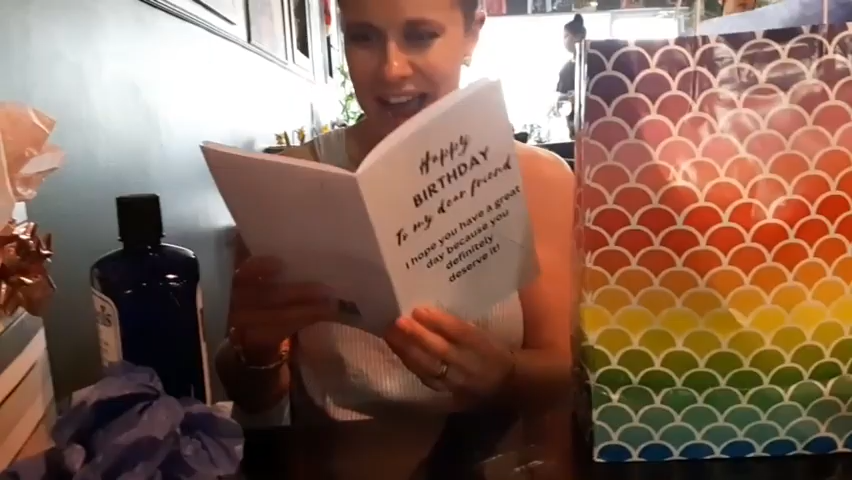 Happy
BIRTHDAY
To my dear friend
I hope you have a great
day because you
definitely
deserve it!